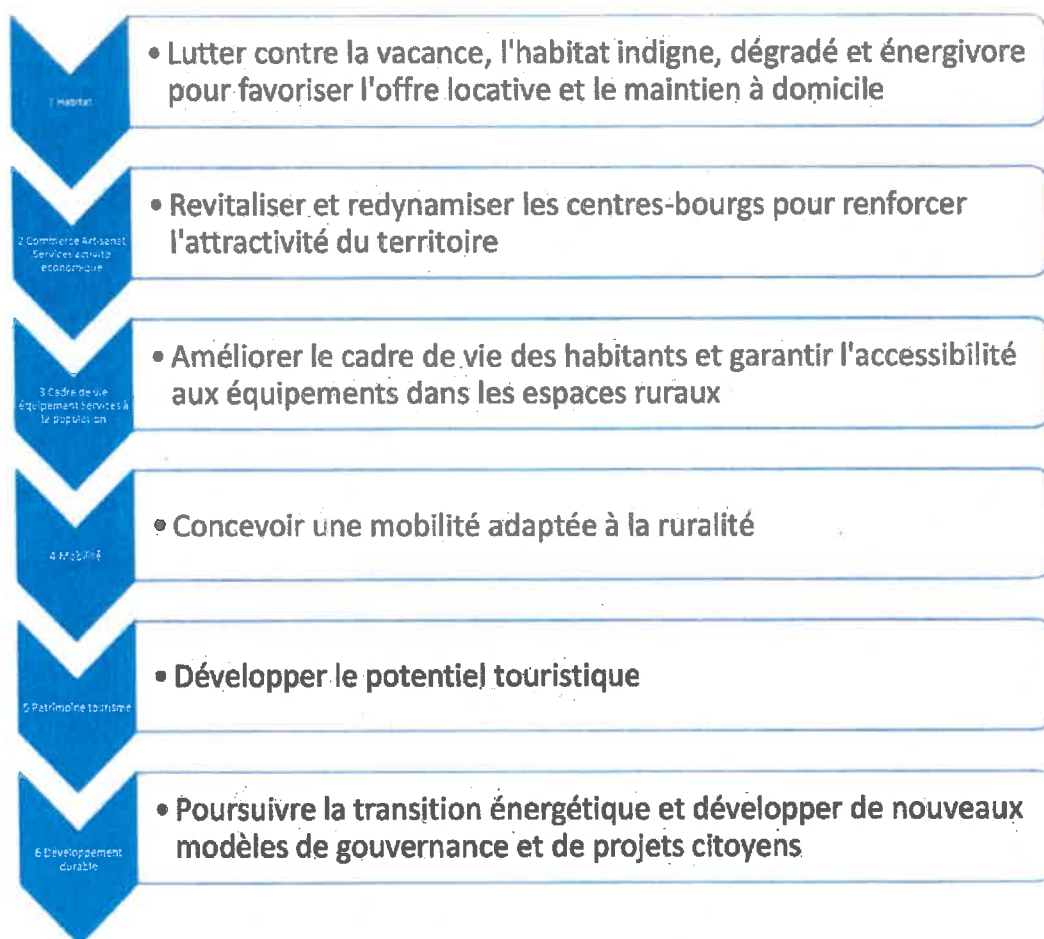 1 Habitat
• Lutter contre la vacance, l'habitat indigne, dégradé et énergivore
pour favoriser l'offre locative et le maintien à domicile
2 Commerce Artisanat
Services activité
économique
• Revitaliser et redynamiser les centres-bourgs pour renforcer
l'attractivité du territoire
3 Cadre de vie
équipement Services à
la population
• Améliorer le cadre de vie des habitants et garantir l'accessibilité
aux équipements dans les espaces ruraux
4 Mobilité
• Concevoir une mobilité adaptée à la ruralité
5 Patrimoine tourisme
• Développer le potentiel touristique
6 Développement
durable
• Poursuivre la transition énergétique et développer de nouveaux
modèles de gouvernance et de projets citoyens